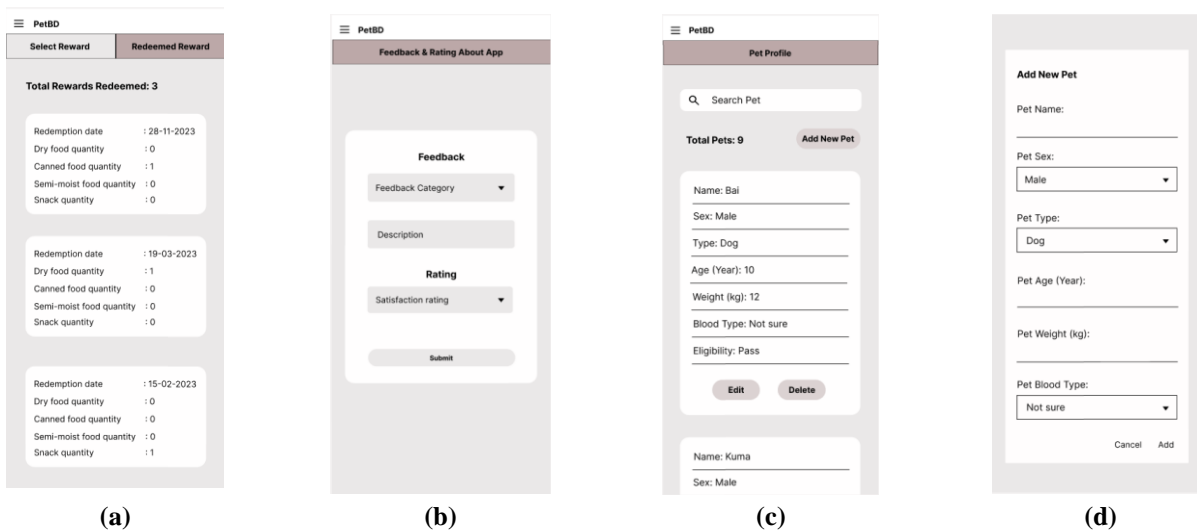 PetBD
Select Reward Redeemed Reward
Total Rewards Redeemed: 3
Redemption date : 28-11-2023
Dry food quantity : 0
Canned food quantity : 1
Semi-moist food quantity : 0
Snack quantity : 0
Redemption date : 19-03-2023
Dry food quantity : 1
Canned food quantity : 0
Semi-moist food quantity : 0
Snack quantity : 0
Redemption date : 15-02-2023
Dry food quantity : 0
Canned food quantity : 0
Semi-moist food quantity : 0
Snack quantity : 1
(a)
PetBD
Feedback & Rating About App
Feedback
Feedback Category
Description
Rating
Satisfaction rating
Submit
(b)
PetBD
Pet Profile
Search Pet
Total Pets: 9 Add New Pet
Name: Bai
Sex: Male
Type: Dog
Age (Year): 10
Weight (kg): 12
Blood Type: Not sure
Eligibility: Pass
Edit Delete
Name: Kuma
Sex: Male
(c)
Add New Pet
Pet Name:
Pet Sex:
Male
Pet Type:
Dog
Pet Age (Year):
Pet Weight (kg):
Pet Blood Type:
Not sure
Cancel Add
(d)